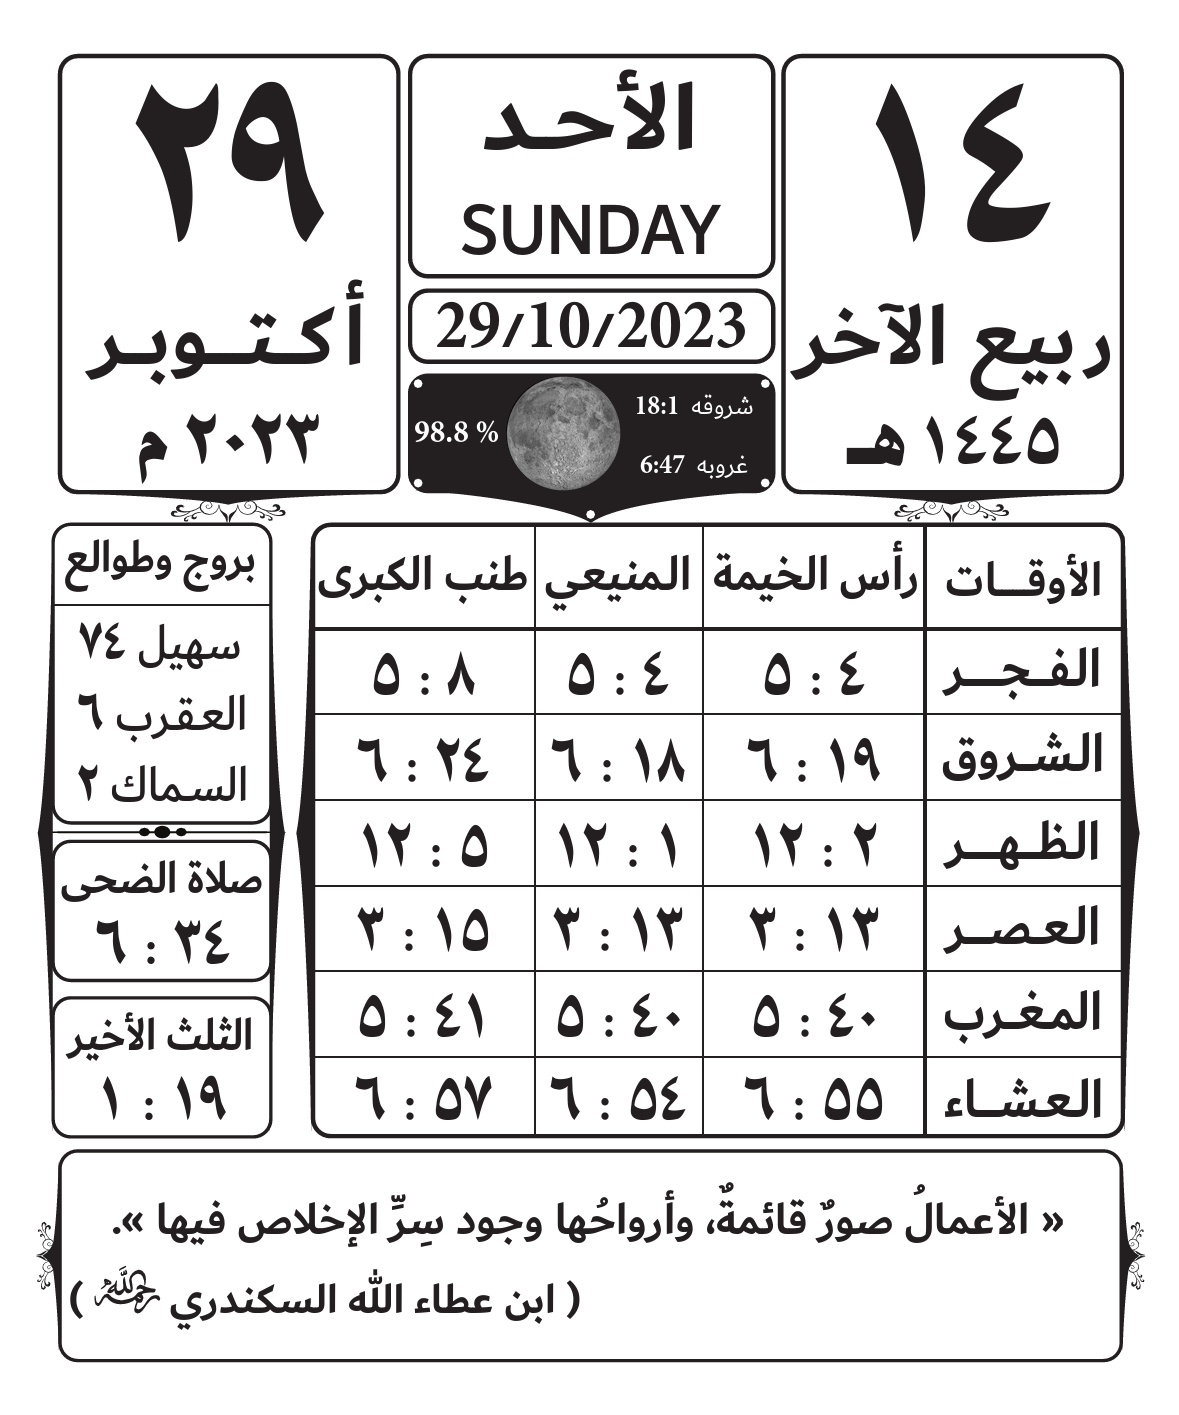 ١٤
ربيع الآخر
١٤٤٥ هـ
الأحد
SUNDAY
29/10/2023
شروقه 18:1
غروبه 6:47
98.8 %
٢٩
أكتوبر
٢٠٢٣ م
الأوقات رأس الخيمة المنيعي طنب الكبرى
الفجر ٥ : ٤ ٥ : ٤ ٥ : ٨
الشروق ٦ : ١٩ ٦ : ١٨ ٦ : ٢٤
الظهر ١٢ : ٢ ١٢ : ١ ١٢ : ٥
العصر ٣ : ١٣ ٣ : ١٣ ٣ : ١٥
المغرب ٥ : ٤٠ ٥ : ٤٠ ٥ : ٤١
العشاء ٦ : ٥٥ ٦ : ٥٤ ٦ : ٥٧
بروج وطوالع
سهيل ٧٤
العقرب ٦
السماك ٢
صلاة الضحى
٦ : ٣٤
الثلث الأخير
١ : ١٩
« الأعمالُ صورٌ قائمةٌ، وأرواحُها وجود سِرِّ الإخلاص فيها ».
( ابن عطاء الله السكندري رحمه الله )